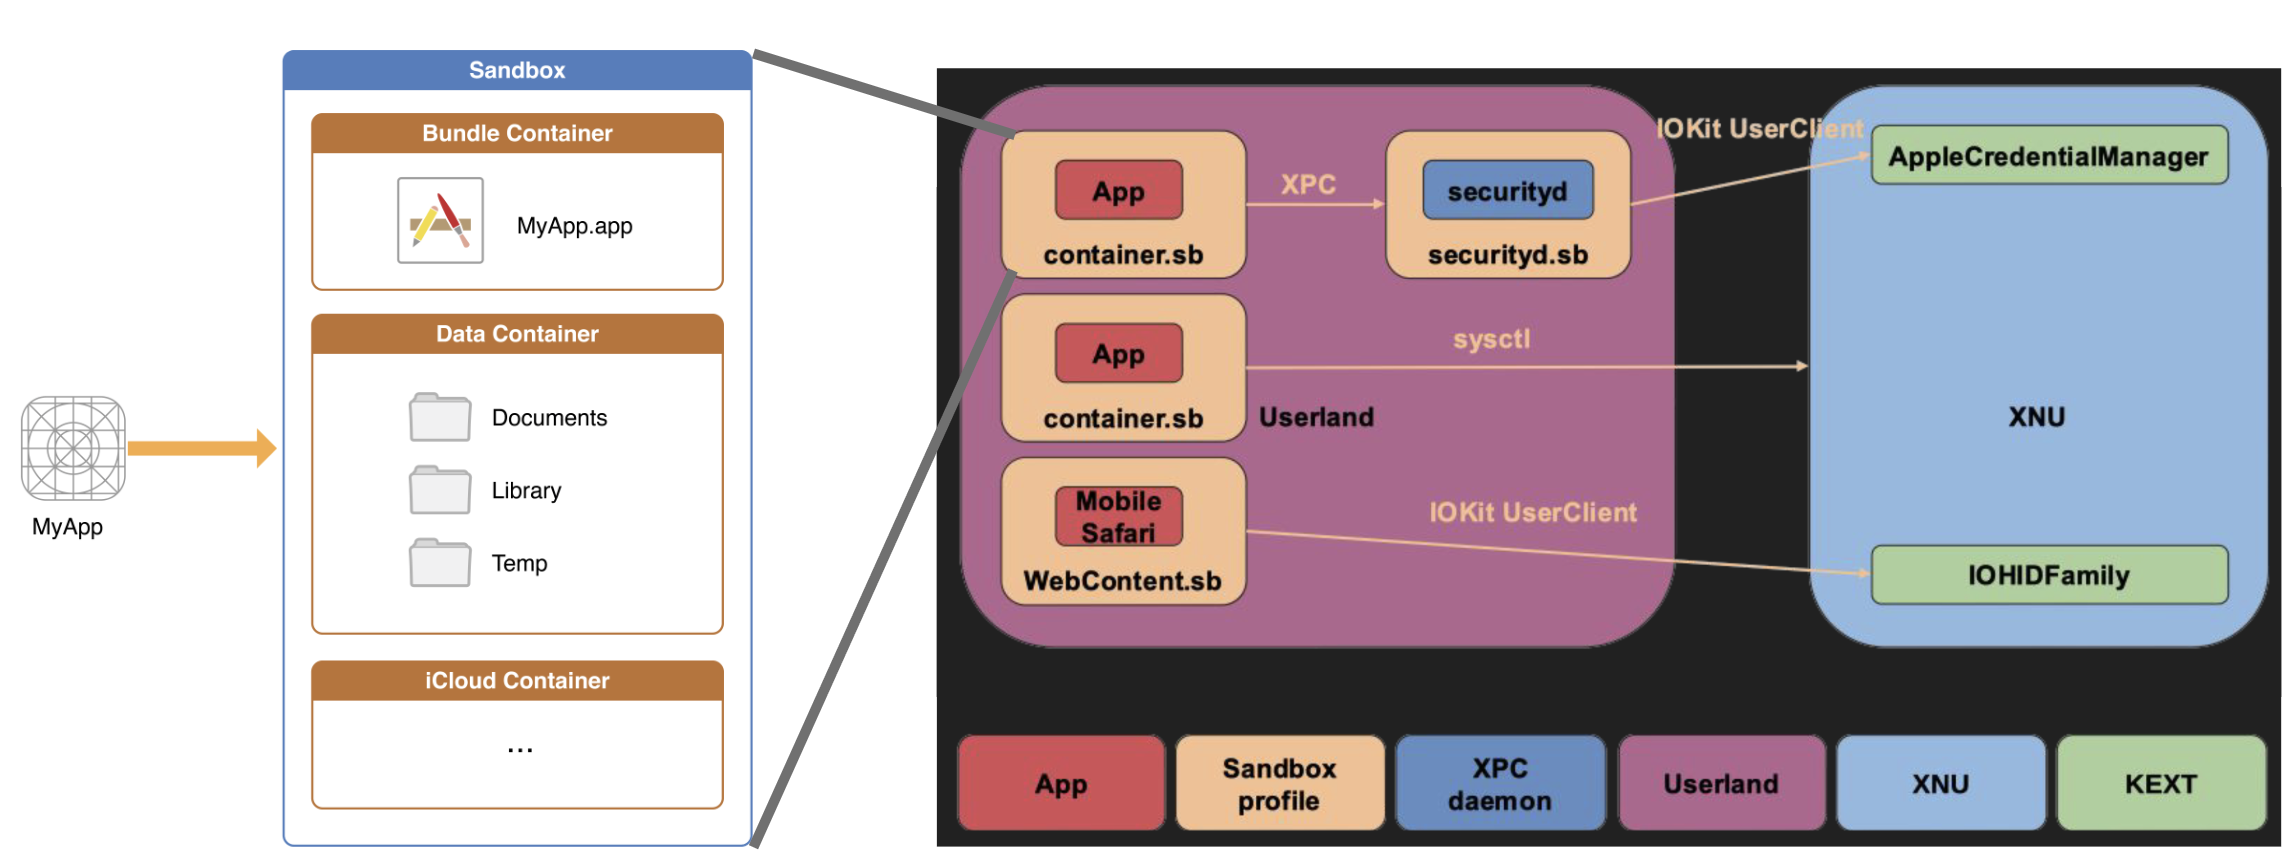 MyApp
Sandbox
Bundle Container
MyApp.app
Data Container
Documents
Library
Temp
iCloud Container
...
App
container.sb
XPC
securityd
securityd.sb
IOKit UserClient
AppleCredentialManager
App
container.sb
sysctl
Userland
XNU
Mobile
Safari
WebContent.sb
IOKit UserClient
IOHIDFamily
App
Sandbox
profile
XPC
daemon
Userland
XNU
KEXT